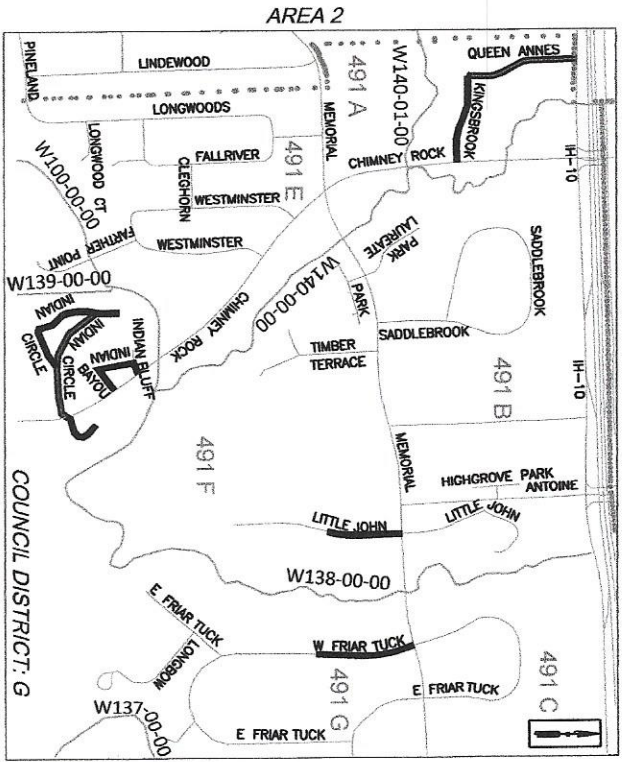 AREA 2
PINELAND
LINDEWOOD
LONGWOODS
LONGWOOD CT
FALLRIVER
CLEGHORN
WESTMINSTER
WESTMINSTER
FARTHER POINT
W100-00-00
W139-00-00
491 E
491 A
MEMORIAL
W140-01-00
QUEEN ANNES
KINGSBROOK
IH-10
CHIMNEY ROCK
CHIMNEY ROCK
W140-00-00
PARK
LAUREATE
PARK
SADDLEBROOK
SADDLEBROOK
TIMBER
TERRACE
491 B
IH-10
INDIAN
CIRCLE
INDIAN
CIRCLE
INDIAN
BAYOU
INDIAN BLUFF
491 F
MEMORIAL
HIGHGROVE PARK
ANTOINE
LITTLE JOHN
LITTLE JOHN
W138-00-00
E FRIAR TUCK
LONGBOW
W FRIAR TUCK
491 G
E FRIAR TUCK
E FRIAR TUCK
491 C
W137-00-00
COUNCIL DISTRICT: G